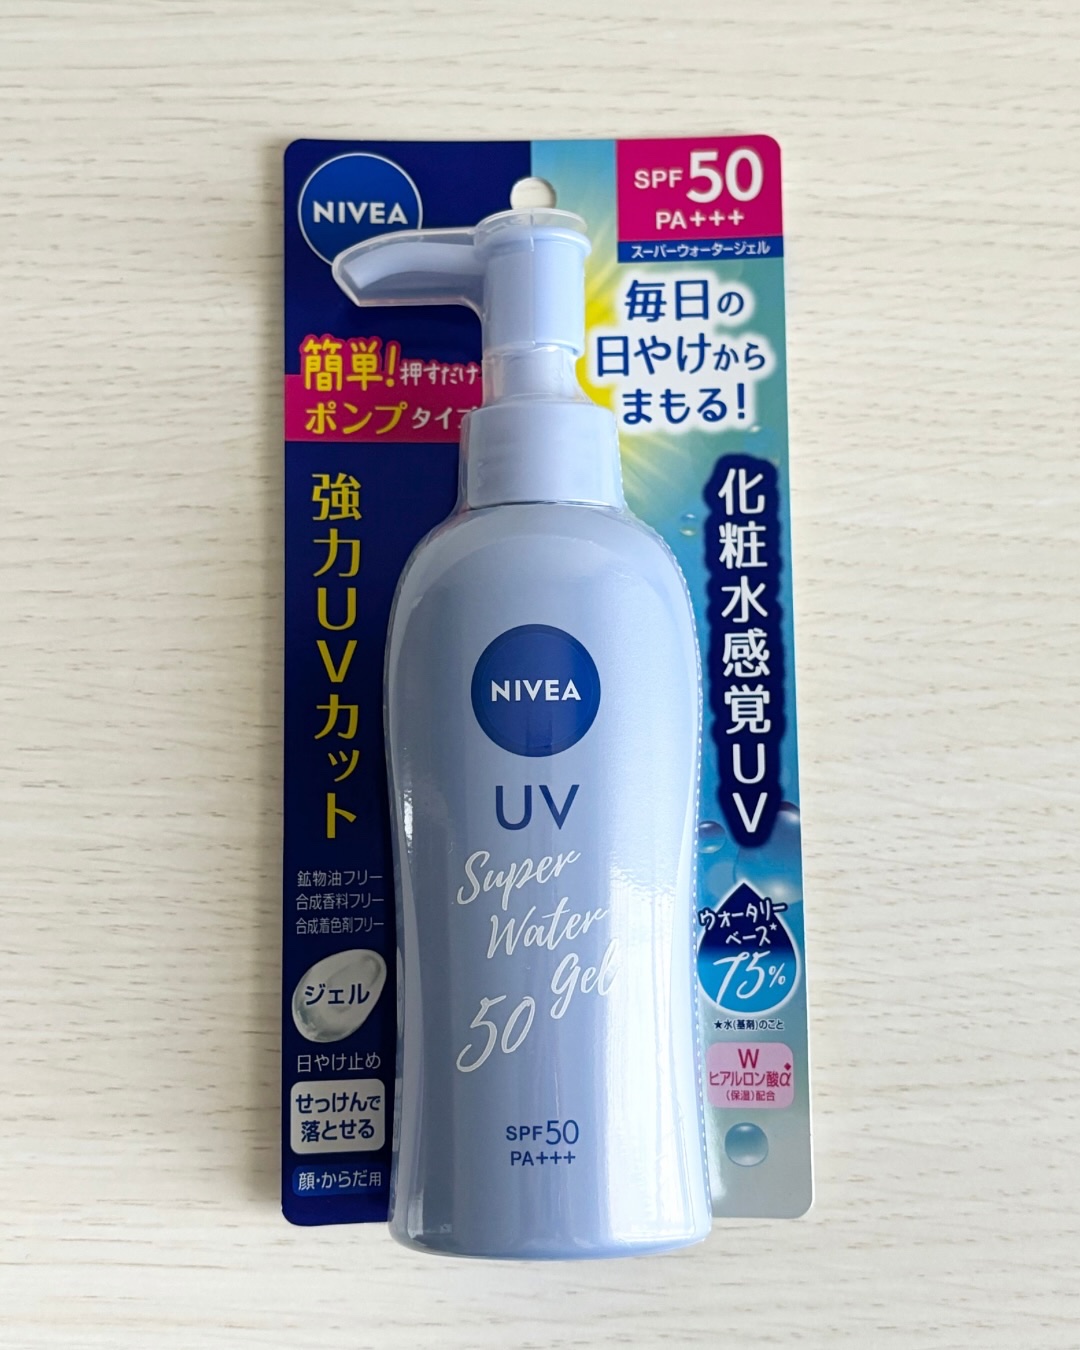 NIVEA
SPF 50
PA+++
スーパーウォータージェル
毎日の
日やけから
まもる!
簡単!押すだけ
ポンプタイプ
強力UVカット
化粧水感覚UV
鉱物油フリー
合成香料フリー
合成着色剤フリー
ジェル
日やけ止め
せっけんで
落とせる
顔・からだ用
NIVEA
UV
Super
Water
Gel
50
SPF50
PA+++
ウォータリー
ベース★
75%
★水(基剤)のこと
W
ヒアルロン酸α◆
(保湿)配合